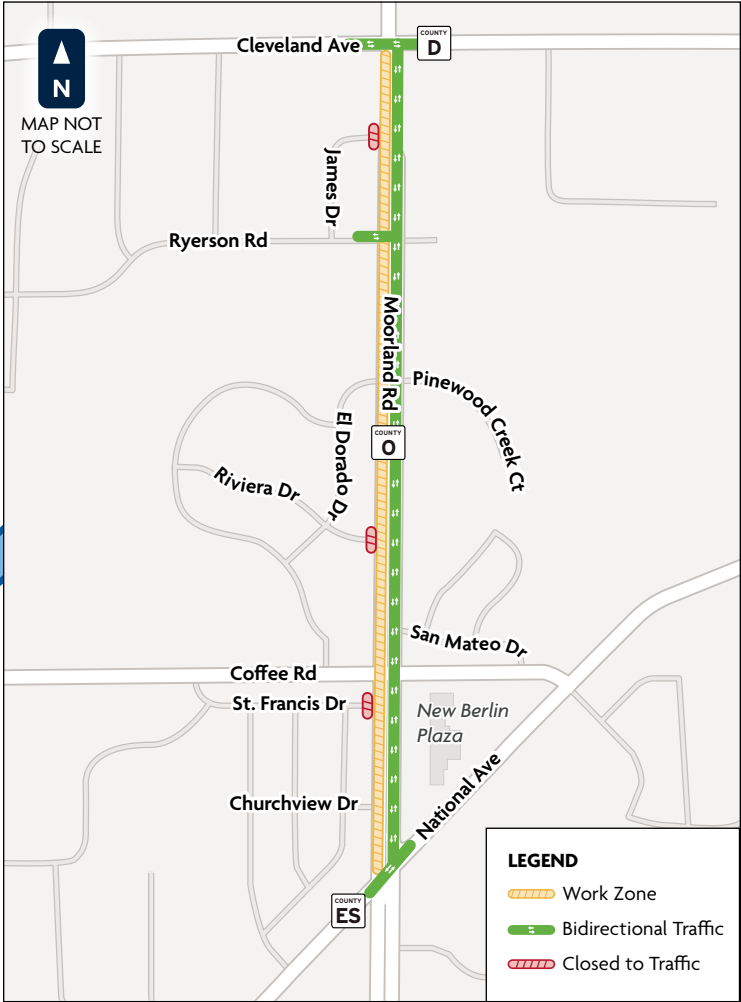 Cleveland Ave
COUNTY
D
N
MAP NOT
TO SCALE
James Dr
Ryerson Rd
Moorland Rd
Pinewood Creek Ct
El Dorado Dr
COUNTY
O
Riviera Dr
San Mateo Dr
Coffee Rd
St. Francis Dr
New Berlin
Plaza
National Ave
Churchview Dr
COUNTY
ES
LEGEND
Work Zone
Bidirectional Traffic
Closed to Traffic